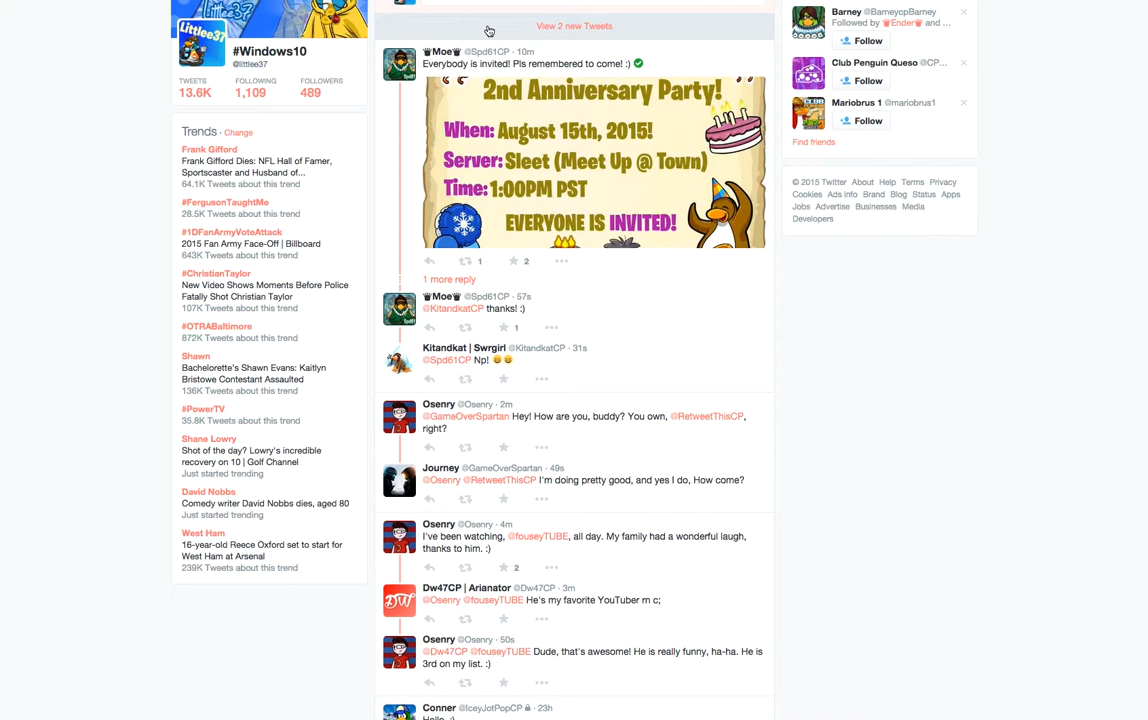 Littlee37
#Windows10
@littlee37
TWEETS FOLLOWING FOLLOWERS
13.6K 1,109 489
Trends · Change
Frank Gifford
Frank Gifford Dies: NFL Hall of Famer,
Sportscaster and Husband of...
64.1K Tweets about this trend
#FergusonTaughtMe
28.5K Tweets about this trend
#1DFanArmyVoteAttack
2015 Fan Army Face-Off | Billboard
643K Tweets about this trend
#ChristianTaylor
New Video Shows Moments Before Police
Fatally Shot Christian Taylor
107K Tweets about this trend
#OTRABaltimore
872K Tweets about this trend
Shawn
Bachelorette's Shawn Evans: Kaitlyn
Bristowe Contestant Assaulted
136K Tweets about this trend
#PowerTV
35.8K Tweets about this trend
Shane Lowry
Shot of the day? Lowry's incredible
recovery on 10 | Golf Channel
Just started trending
David Nobbs
Comedy writer David Nobbs dies, aged 80
Just started trending
West Ham
16-year-old Reece Oxford set to start for
West Ham at Arsenal
239K Tweets about this trend
View 2 new Tweets
♛Moe♛ @Spd61CP · 10m
Everybody is invited! Pls remembered to come! :) ✅
2nd Anniversary Party!
When: August 15th, 2015!
Server: Sleet (Meet Up @ Town)
Time: 1:00PM PST
EVERYONE IS INVITED!
1 2
1 more reply
♛Moe♛ @Spd61CP · 57s
@KitandkatCP thanks! :)
1
Kitandkat | Swrgirl @KitandkatCP · 31s
@Spd61CP Np! 😄😄
Osenry @Osenry · 2m
@GameOverSpartan Hey! How are you, buddy? You own, @RetweetThisCP,
right?
Journey @GameOverSpartan · 49s
@Osenry @RetweetThisCP I'm doing pretty good, and yes I do, How come?
Osenry @Osenry · 4m
I've been watching, @fouseyTUBE, all day. My family had a wonderful laugh,
thanks to him. :)
2
DW
Dw47CP | Arianator @Dw47CP · 3m
@Osenry @fouseyTUBE He's my favorite YouTuber rn c;
Osenry @Osenry · 50s
@Dw47CP @fouseyTUBE Dude, that's awesome! He is really funny, ha-ha. He is
3rd on my list. :)
Conner @IceyJotPopCP · 23h
Hello. :)
Barney @BarneycpBarney
Followed by ♛Ender♛ and ...
Follow
Club Penguin Queso @CP...
Follow
Mariobrus 1 @mariobrus1
Follow
Find friends
© 2015 Twitter About Help Terms Privacy
Cookies Ads info Brand Blog Status Apps
Jobs Advertise Businesses Media
Developers